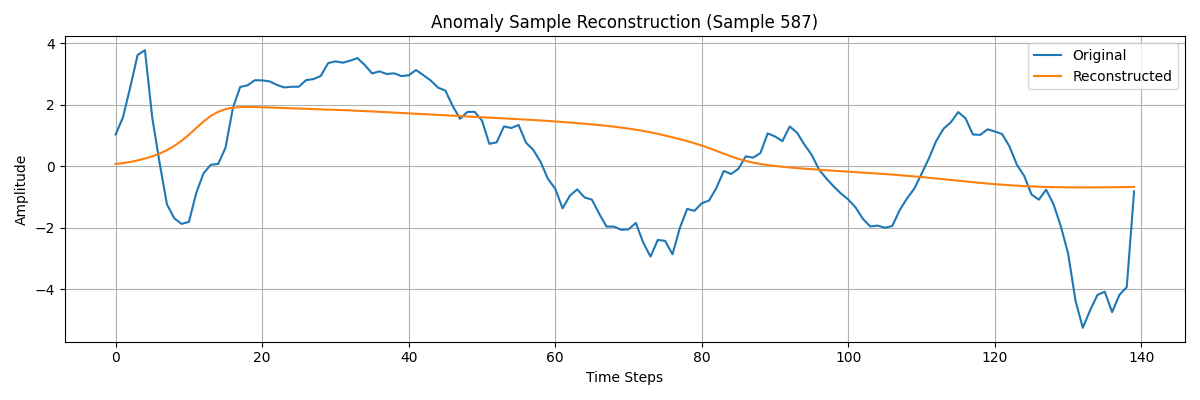 Anomaly Sample Reconstruction (Sample 587)
Original
Reconstructed
Amplitude
4
2
0
−2
−4
0 20 40 60 80 100 120 140
Time Steps